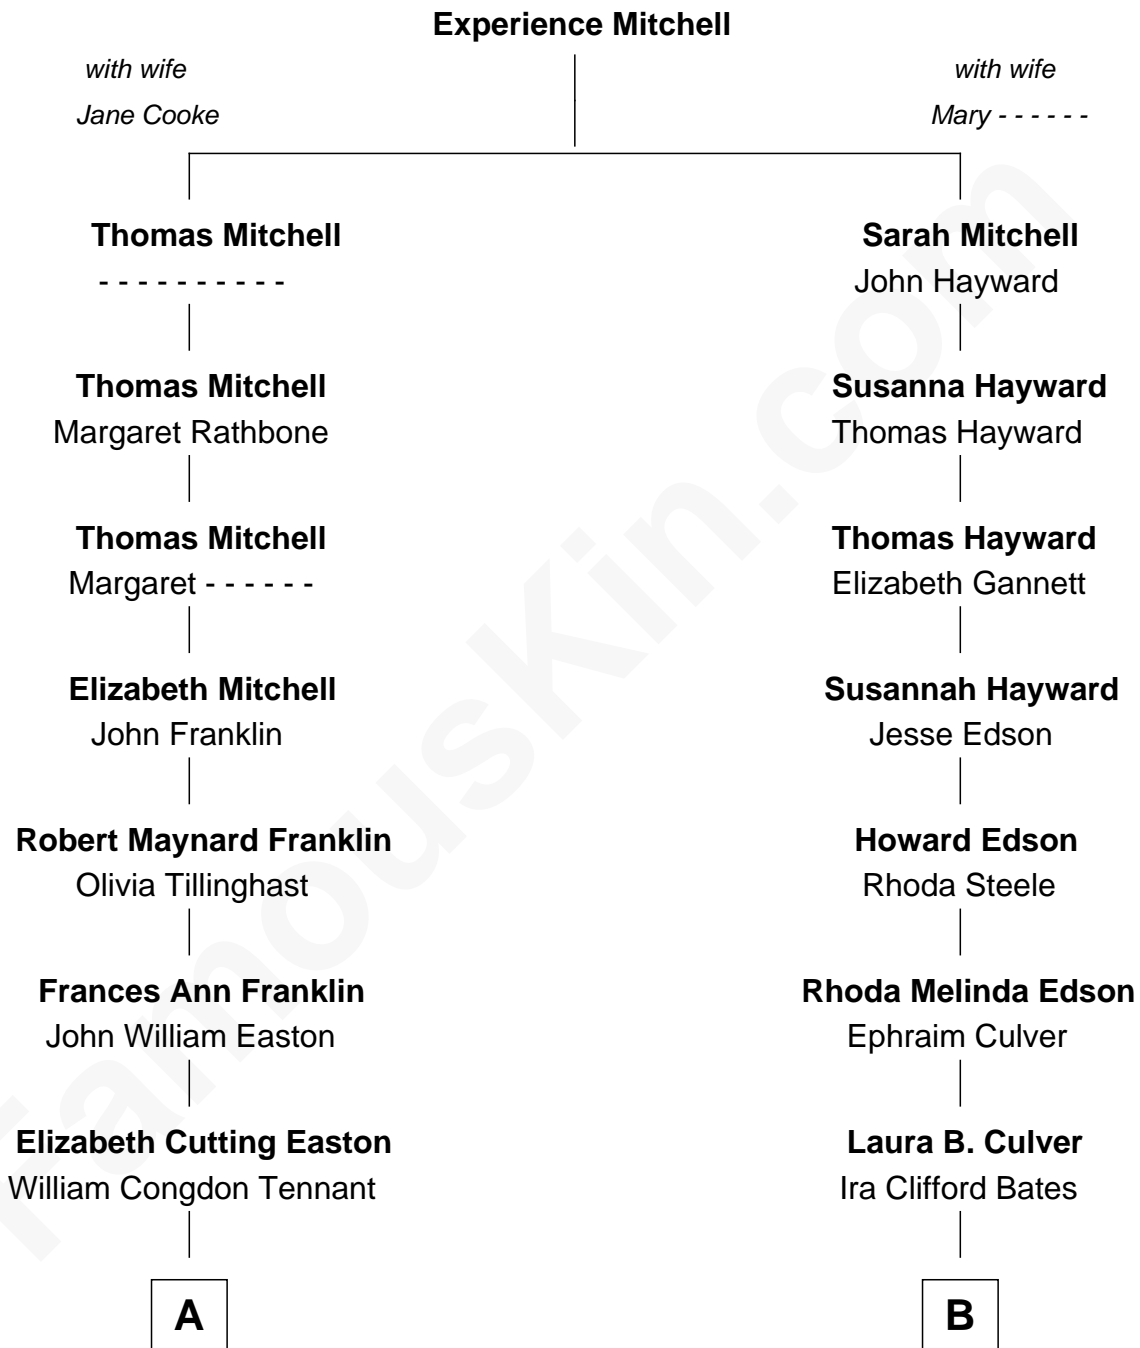 Experience Mitchell
with wife
Jane Cooke
with wife
Mary - - - - - -
Thomas Mitchell
- - - - - - - - - -
Sarah Mitchell
John Hayward
Thomas Mitchell
Margaret Rathbone
Susanna Hayward
Thomas Hayward
Thomas Mitchell
Margaret - - - - - -
Thomas Hayward
Elizabeth Gannett
Elizabeth Mitchell
John Franklin
Susannah Hayward
Jesse Edson
Robert Maynard Franklin
Olivia Tillinghast
Howard Edson
Rhoda Steele
Frances Ann Franklin
John William Easton
Rhoda Melinda Edson
Ephraim Culver
Elizabeth Cutting Easton
William Congdon Tennant
Laura B. Culver
Ira Clifford Bates
A
B
FamousKin.com